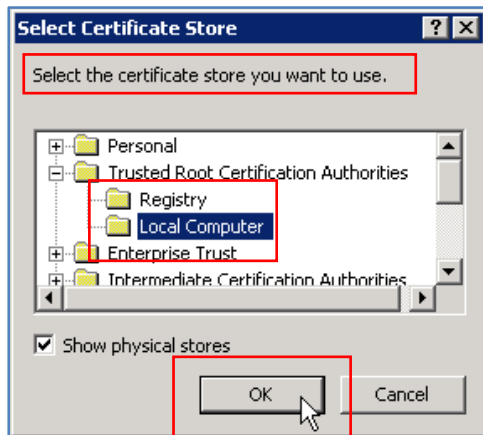 Select Certificate Store
Select the certificate store you want to use.
Personal
Trusted Root Certification Authorities
Registry
Local Computer
Enterprise Trust
Intermediate Certification Authorities
Show physical stores
OK
Cancel